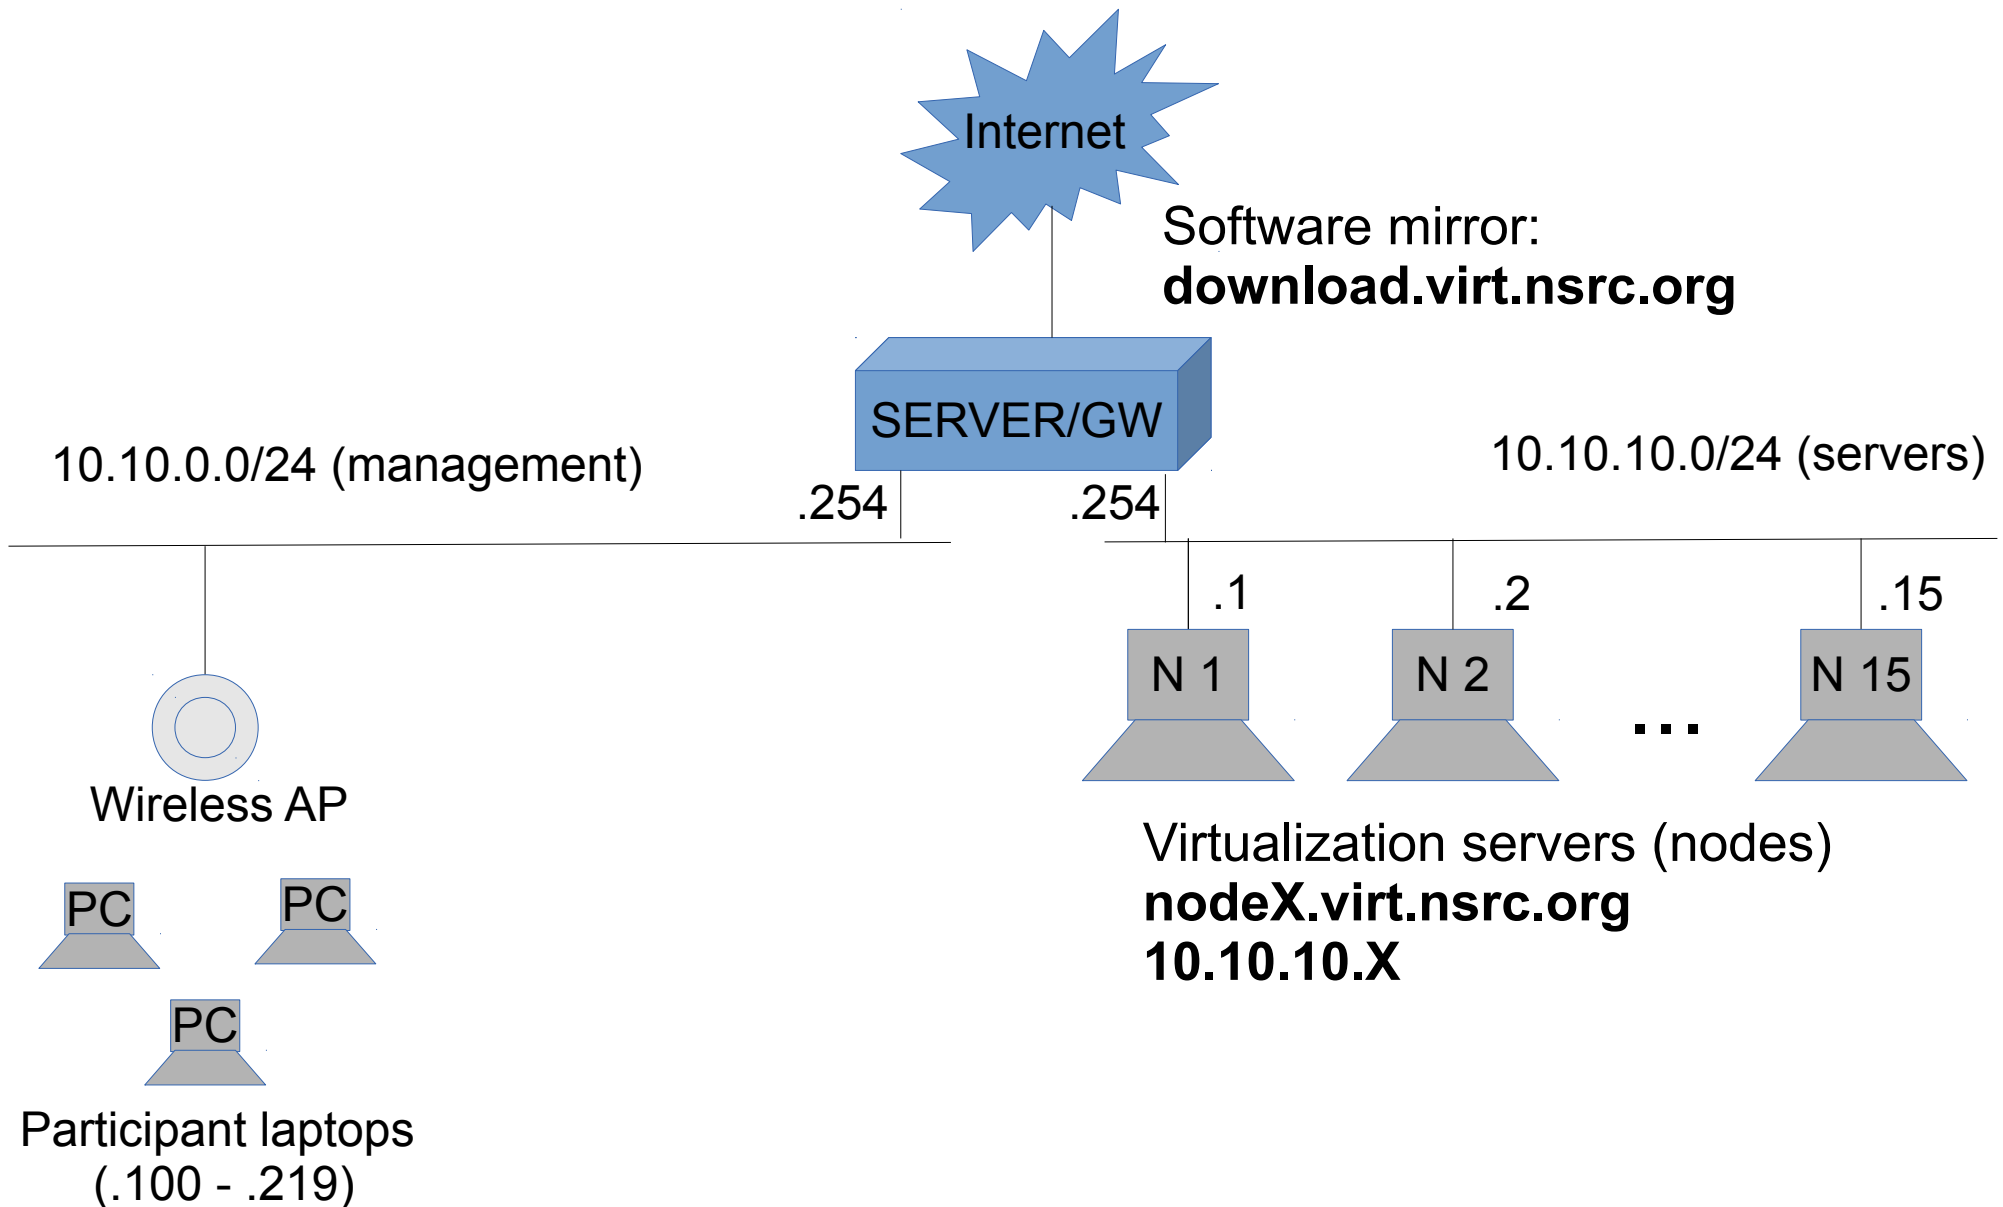 Internet
Software mirror:
download.virt.nsrc.org
SERVER/GW
10.10.0.0/24 (management)
10.10.10.0/24 (servers)
.254
.254
.1
.2
.15
N 1
N 2
...
N 15
Wireless AP
Virtualization servers (nodes)
nodeX.virt.nsrc.org
10.10.10.X
PC
PC
PC
Participant laptops
(.100 - .219)